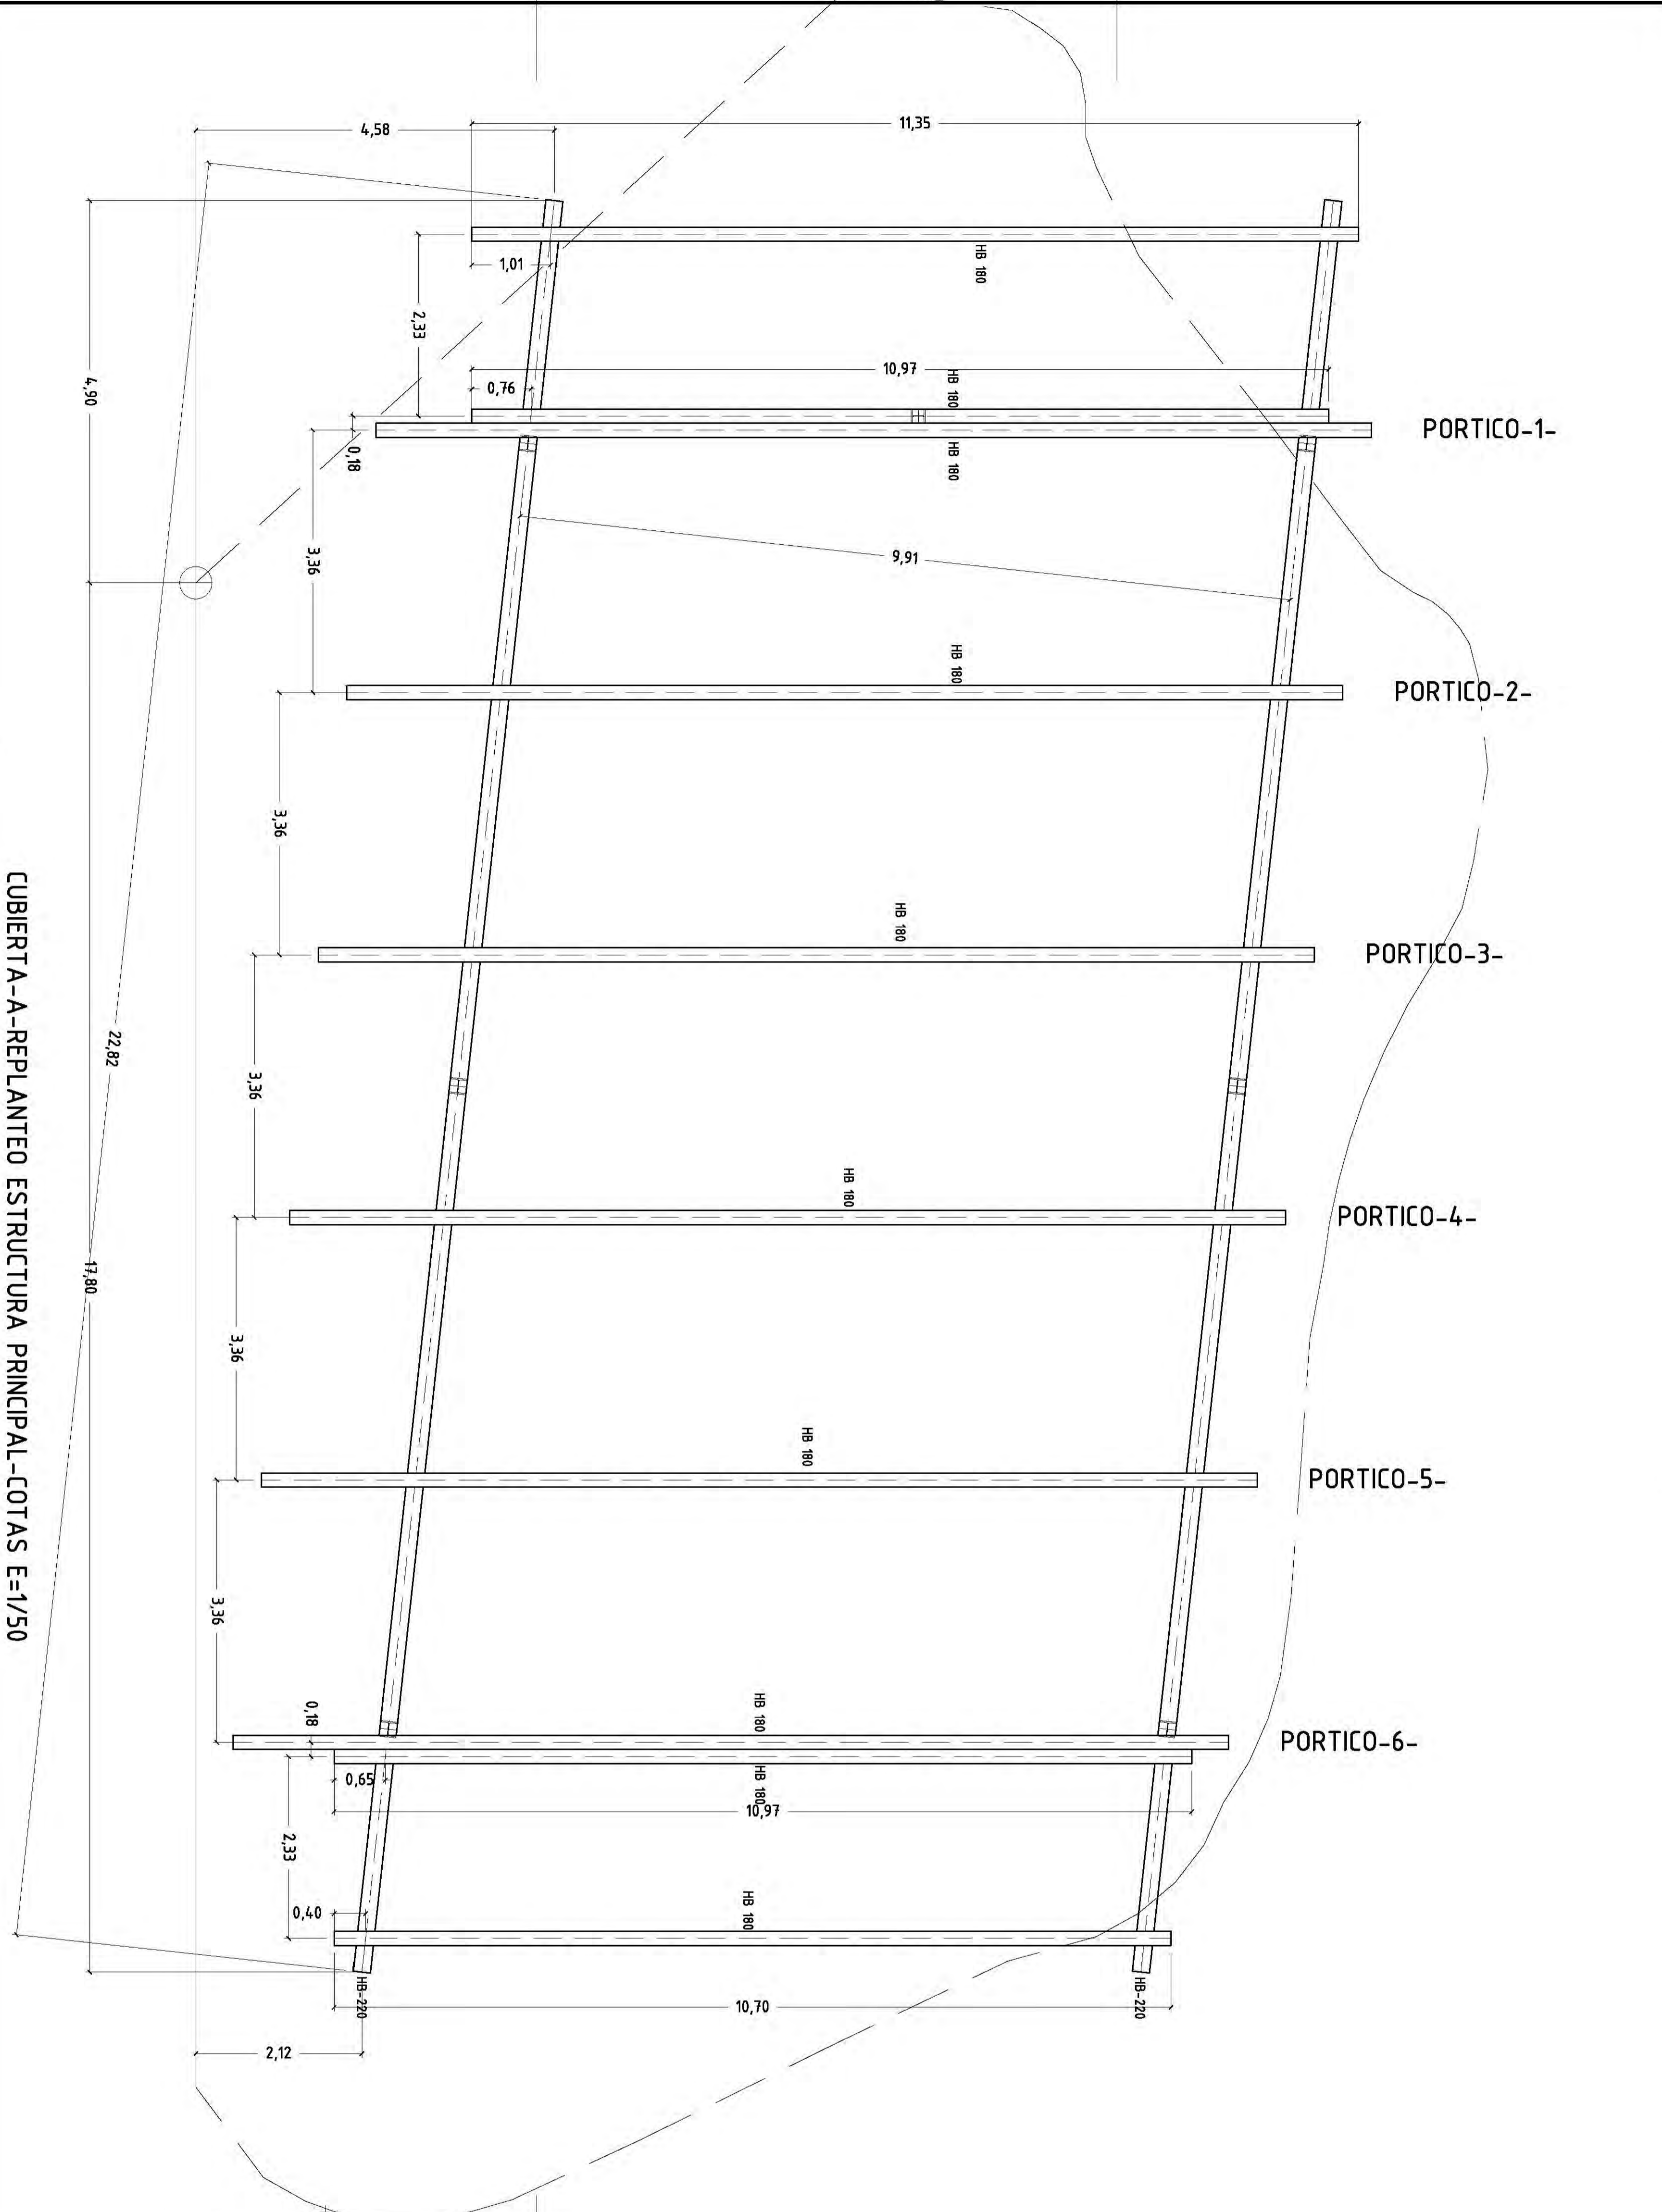 4,58
11,35
1,01
HB 180
2,33
10,97
HB 180
0,76
4,90
PORTICO-1-
0,18
HB 180
3,36
9,91
HB 180
PORTICO-2-
3,36
HB 180
PORTICO-3-
22,82
3,36
HB 180
PORTICO-4-
17,80
3,36
HB 180
PORTICO-5-
3,36
HB 180
0,18
PORTICO-6-
0,65
HB 180
10,97
2,33
HB 180
0,40
HB-220
HB-220
10,70
2,12
CUBIERTA-A-REPLANTEO ESTRUCTURA PRINCIPAL-COTAS E=1/50